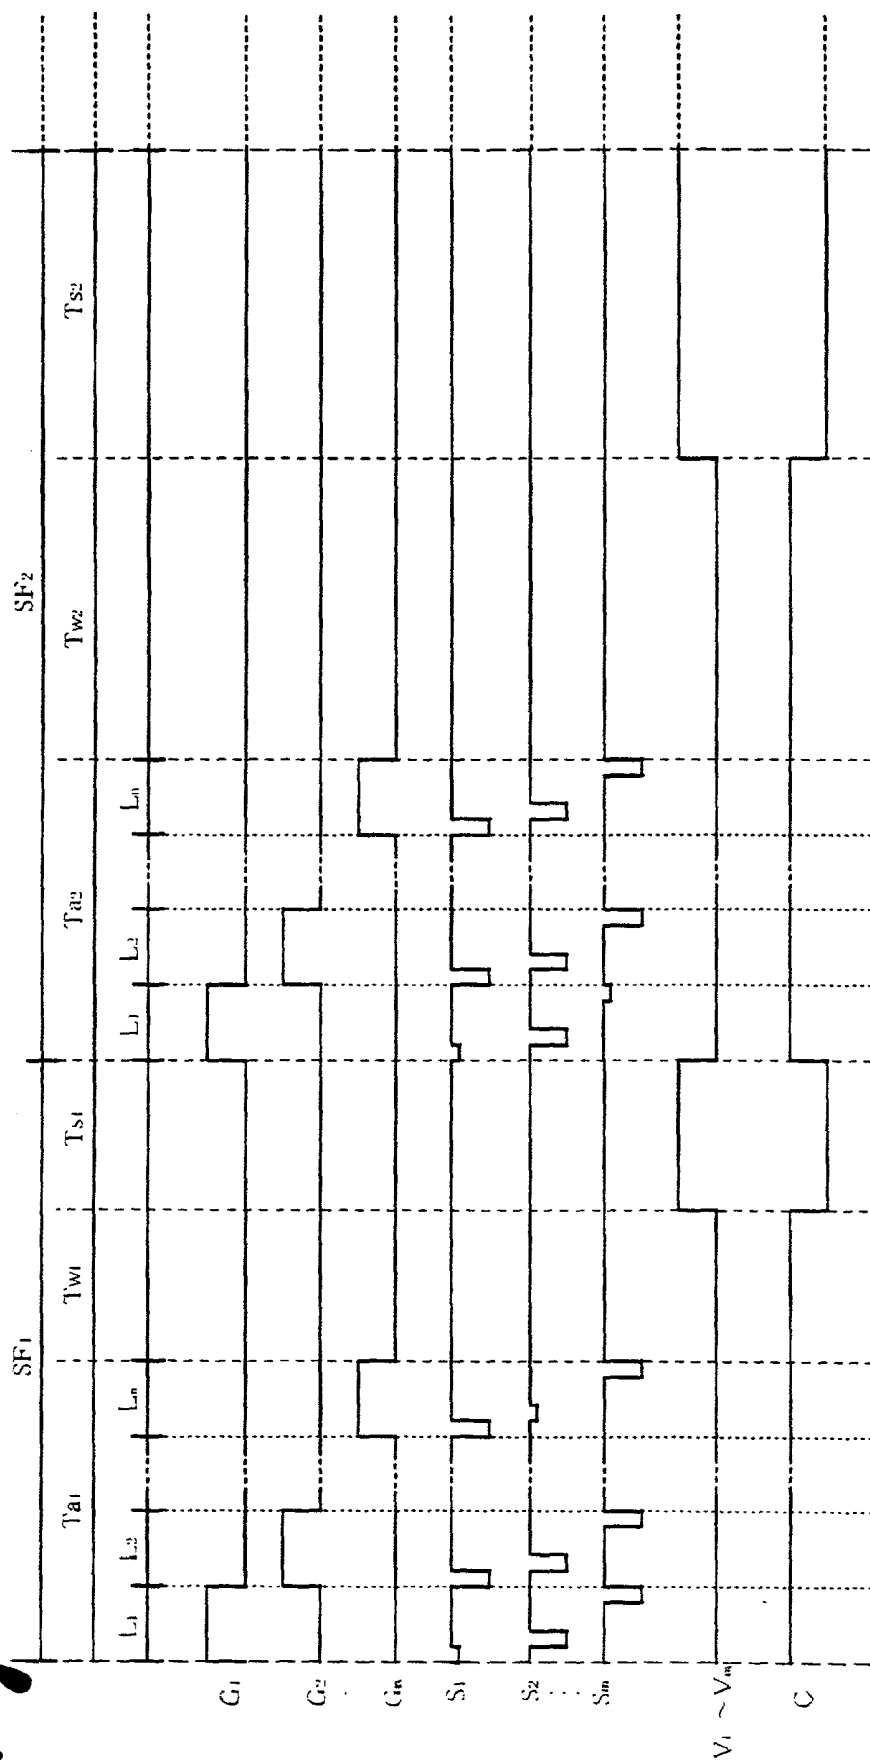 SF1 SF2
Ta1 Tw1 Ts1 Ta2 Tw2 Ts2
L1 L2 Ln L1 L2 Ln
G1
G2
⋮
Gn
S1
S2
⋮
Sm
V1 ~ Vm
C